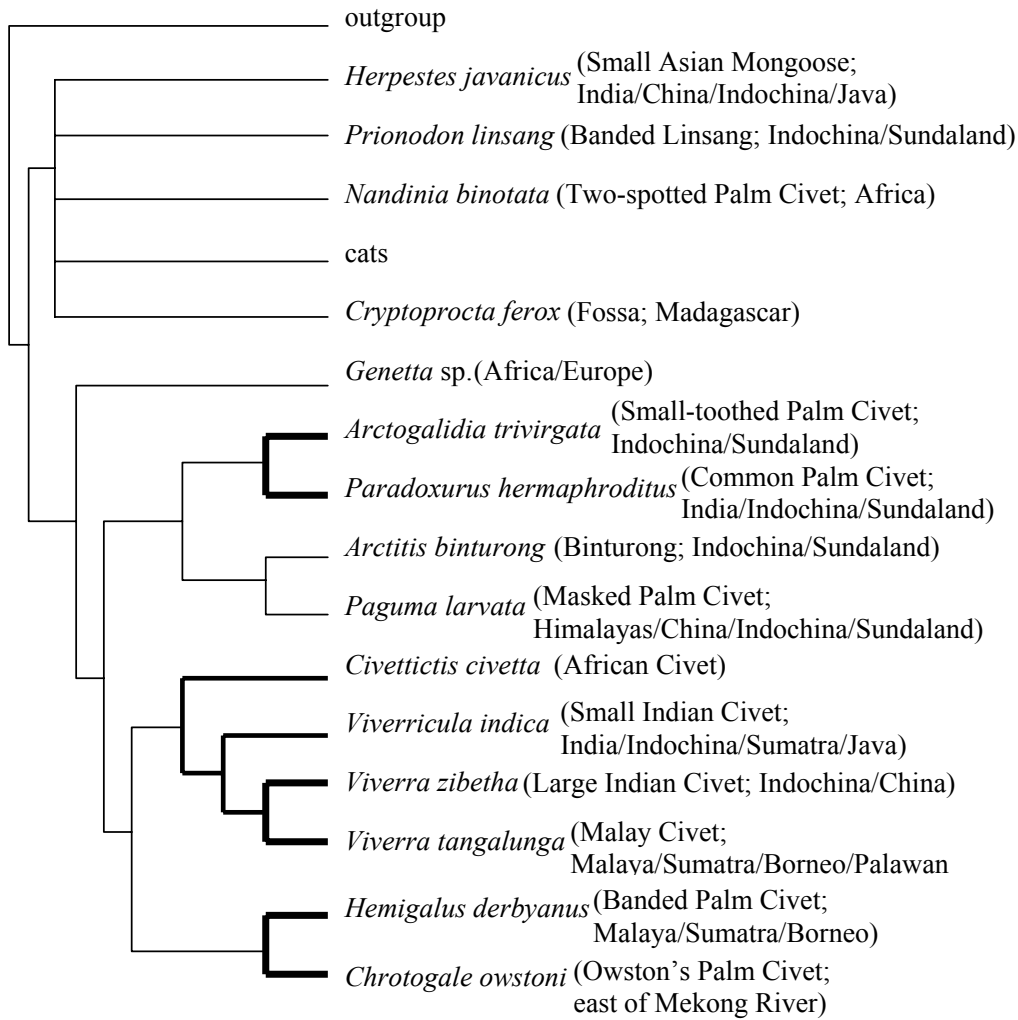 outgroup
Herpestes javanicus (Small Asian Mongoose;
India/China/Indochina/Java)
Prionodon linsang (Banded Linsang; Indochina/Sundaland)
Nandinia binotata (Two-spotted Palm Civet; Africa)
cats
Cryptoprocta ferox (Fossa; Madagascar)
Genetta sp.(Africa/Europe)
Arctogalidia trivirgata (Small-toothed Palm Civet;
Indochina/Sundaland)
Paradoxurus hermaphroditus (Common Palm Civet;
India/Indochina/Sundaland)
Arctitis binturong (Binturong; Indochina/Sundaland)
Paguma larvata (Masked Palm Civet;
Himalayas/China/Indochina/Sundaland)
Civettictis civetta (African Civet)
Viverricula indica (Small Indian Civet;
India/Indochina/Sumatra/Java)
Viverra zibetha (Large Indian Civet; Indochina/China)
Viverra tangalunga (Malay Civet;
Malaya/Sumatra/Borneo/Palawan
Hemigalus derbyanus (Banded Palm Civet;
Malaya/Sumatra/Borneo)
Chrotogale owstoni (Owston's Palm Civet;
east of Mekong River)